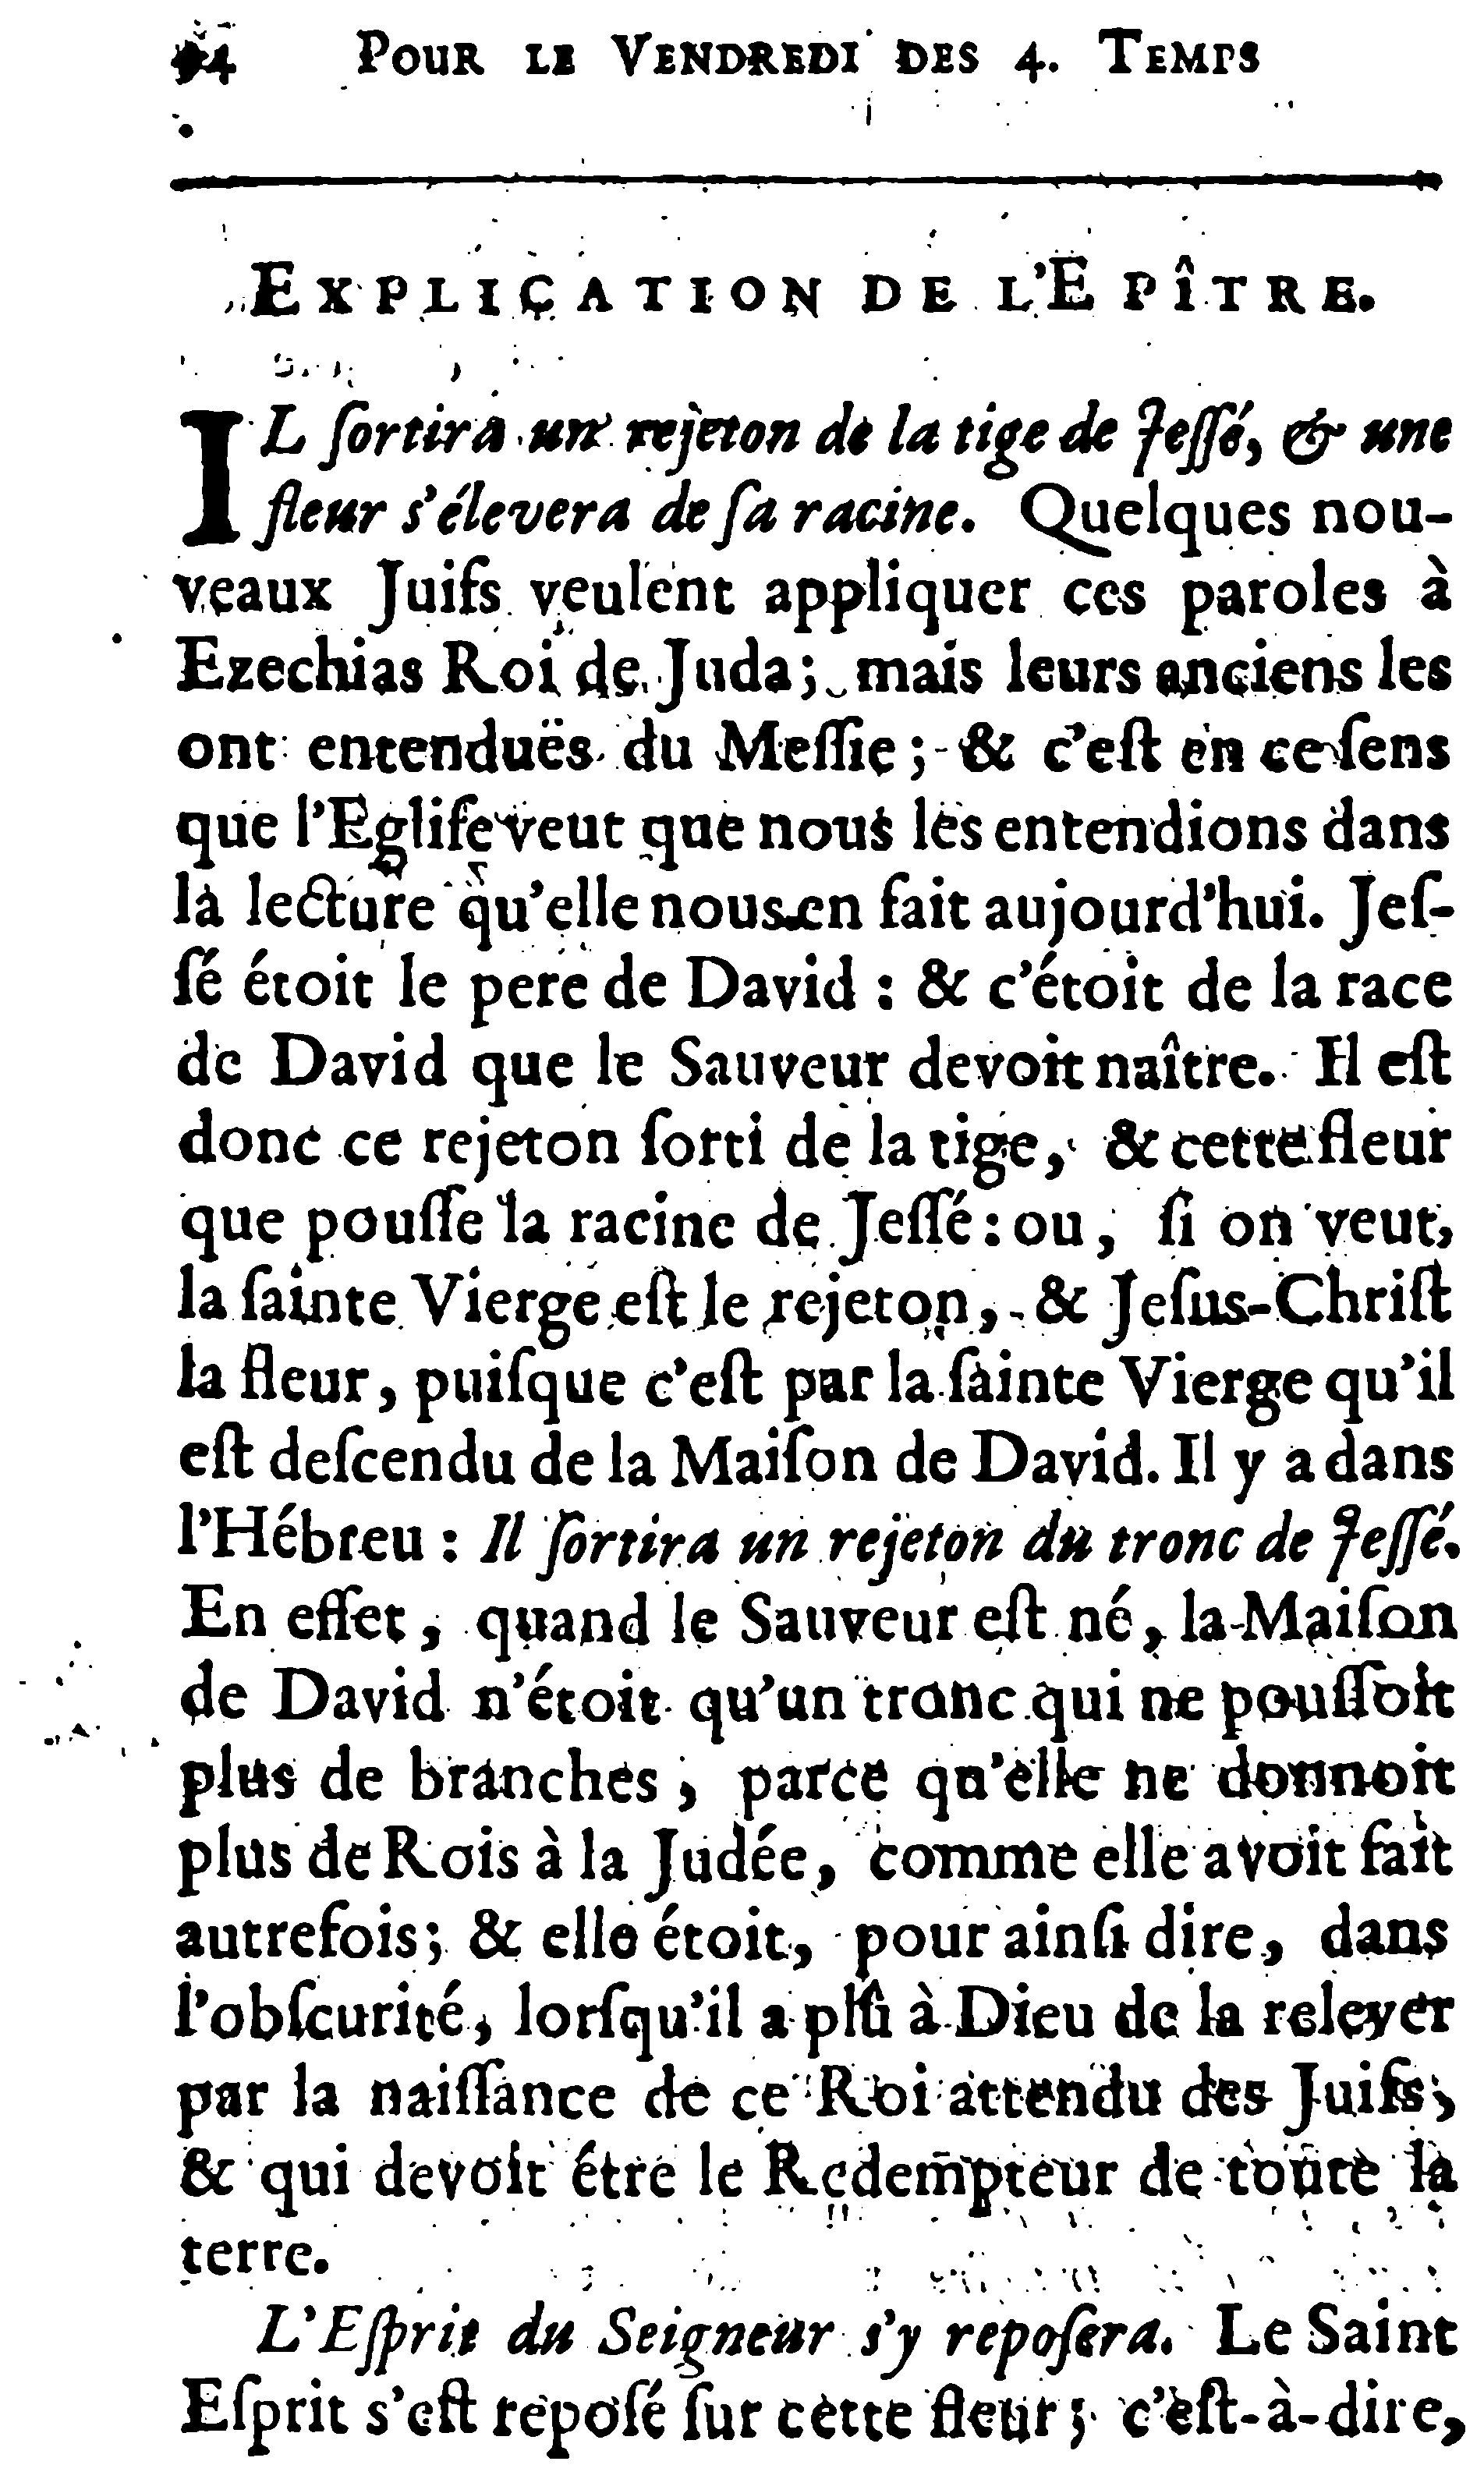 94 POUR LE VENDREDI DES 4. TEMPS
EXPLICATION DE L'EPÎTRE.
IL ſortira un rejeton de la tige de Jeſſé, & une
fleur s'élevera de ſa racine. Quelques nou-
veaux Juifs veulent appliquer ces paroles à
Ezechias Roi de Juda; mais leurs anciens les
ont entenduës du Meſſie; & c'eſt en ce ſens
que l'Egliſe veut que nous les entendions dans
la lecture qu'elle nous en fait aujourd'hui. Jeſ-
ſé étoit le pere de David : & c'étoit de la race
de David que le Sauveur devoit naître. Il eſt
donc ce rejeton ſorti de la tige, & cette fleur
que pouſſe la racine de Jeſſé : ou, ſi on veut,
la ſainte Vierge eſt le rejeton, & Jeſus-Chriſt
la fleur, puiſque c'eſt par la ſainte Vierge qu'il
eſt deſcendu de la Maiſon de David. Il y a dans
l'Hébreu : Il ſortira un rejeton du tronc de Jeſſé.
En effet, quand le Sauveur eſt né, la Maiſon
de David n'étoit qu'un tronc qui ne pouſſoit
plus de branches, parce qu'elle ne donnoit
plus de Rois à la Judée, comme elle avoit fait
autrefois; & elle étoit, pour ainſi dire, dans
l'obſcurité, lorſqu'il a plû à Dieu de la relever
par la naiſſance de ce Roi attendu des Juifs,
& qui devoit étre le Redempteur de toute la
terre.
L'Eſprit du Seigneur s'y repoſera. Le Saint
Eſprit s'eſt repoſé ſur cette fleur; c'eſt-à-dire,